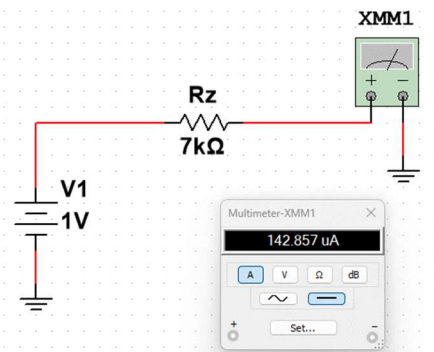 XMM1
+ −
Rz
7kΩ
V1
1V
Multimeter-XMM1
142.857 uA
A V Ω dB
+ Set... −